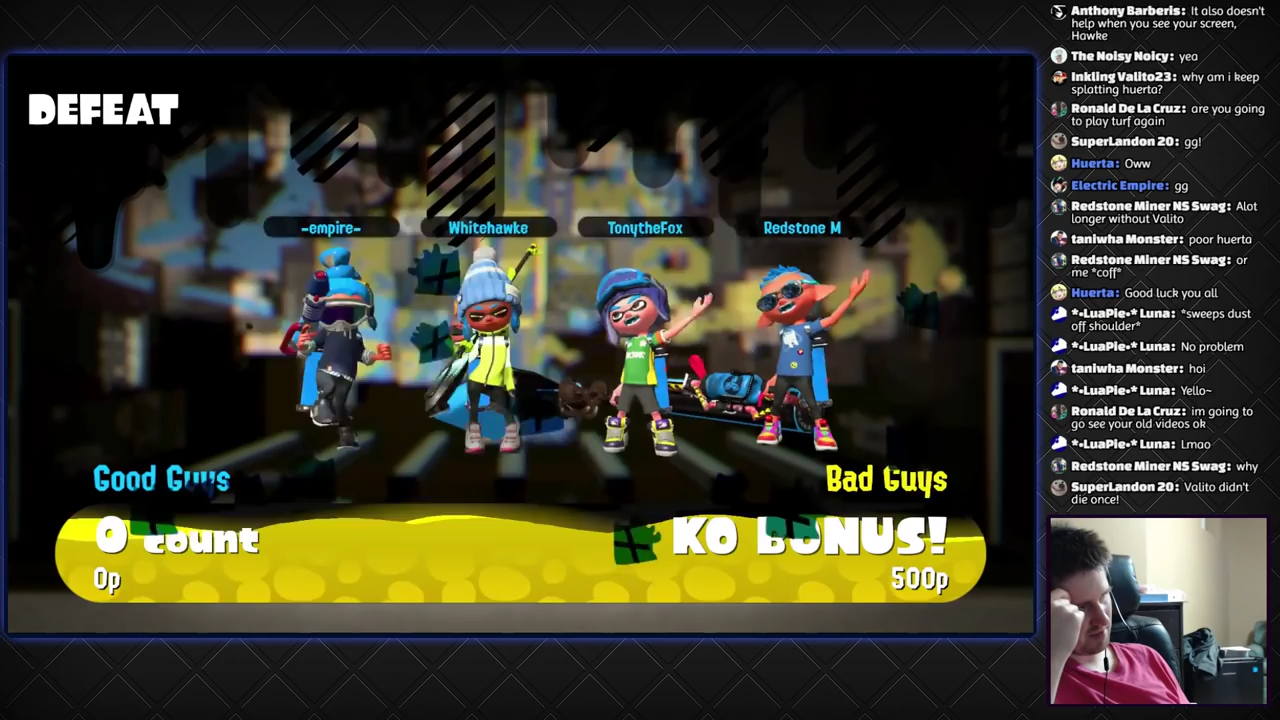 DEFEAT
-empire-
Whitehawke
TonytheFox
Redstone M
Good Guys
Bad Guys
0 count
KO BONUS!
0p
500p
Anthony Barberis: It also doesn't
help when you see your screen,
Hawke
The Noisy Noicy: yea
Inkling Valito23: why am i keep
splatting huerta?
Ronald De La Cruz: are you going
to play turf again
SuperLandon 20: gg!
Huerta: Oww
Electric Empire: gg
Redstone Miner NS Swag: Alot
longer without Valito
taniwha Monster: poor huerta
Redstone Miner NS Swag: or
me *coff*
Huerta: Good luck you all
*•LuaPie•* Luna: *sweeps dust
off shoulder*
*•LuaPie•* Luna: No problem
taniwha Monster: hoi
*•LuaPie•* Luna: Yello~
Ronald De La Cruz: im going to
go see your old videos ok
*•LuaPie•* Luna: Lmao
Redstone Miner NS Swag: why
SuperLandon 20: Valito didn't
die once!